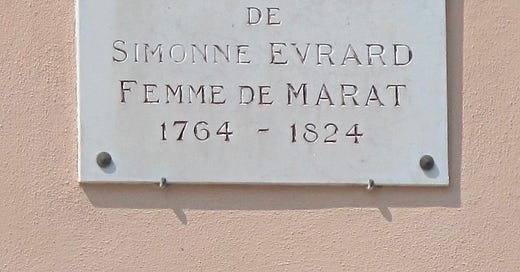 DE
SIMONNE EVRARD
FEMME DE MARAT
1764 - 1824